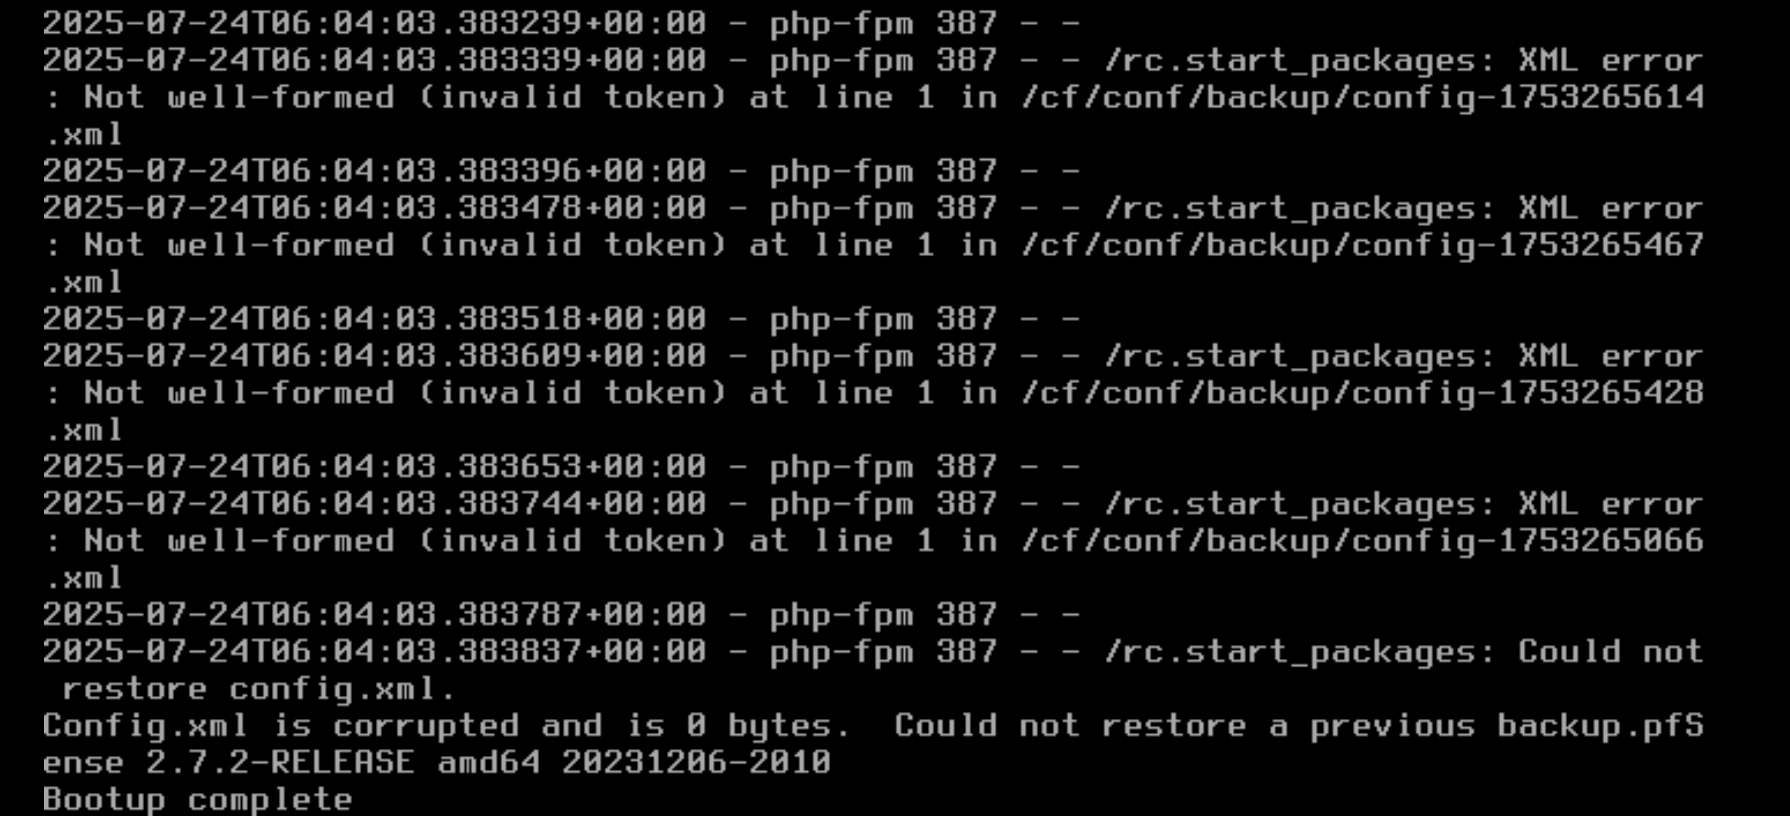 2025-07-24T06:04:03.383239+00:00 - php-fpm 387 - -
2025-07-24T06:04:03.383339+00:00 - php-fpm 387 - - /rc.start_packages: XML error
: Not well-formed (invalid token) at line 1 in /cf/conf/backup/config-1753265614
.xml
2025-07-24T06:04:03.383396+00:00 - php-fpm 387 - -
2025-07-24T06:04:03.383478+00:00 - php-fpm 387 - - /rc.start_packages: XML error
: Not well-formed (invalid token) at line 1 in /cf/conf/backup/config-1753265467
.xml
2025-07-24T06:04:03.383518+00:00 - php-fpm 387 - -
2025-07-24T06:04:03.383609+00:00 - php-fpm 387 - - /rc.start_packages: XML error
: Not well-formed (invalid token) at line 1 in /cf/conf/backup/config-1753265428
.xml
2025-07-24T06:04:03.383653+00:00 - php-fpm 387 - -
2025-07-24T06:04:03.383744+00:00 - php-fpm 387 - - /rc.start_packages: XML error
: Not well-formed (invalid token) at line 1 in /cf/conf/backup/config-1753265066
.xml
2025-07-24T06:04:03.383787+00:00 - php-fpm 387 - -
2025-07-24T06:04:03.383837+00:00 - php-fpm 387 - - /rc.start_packages: Could not
 restore config.xml.
Config.xml is corrupted and is 0 bytes.  Could not restore a previous backup.pfS
ense 2.7.2-RELEASE amd64 20231206-2010
Bootup complete